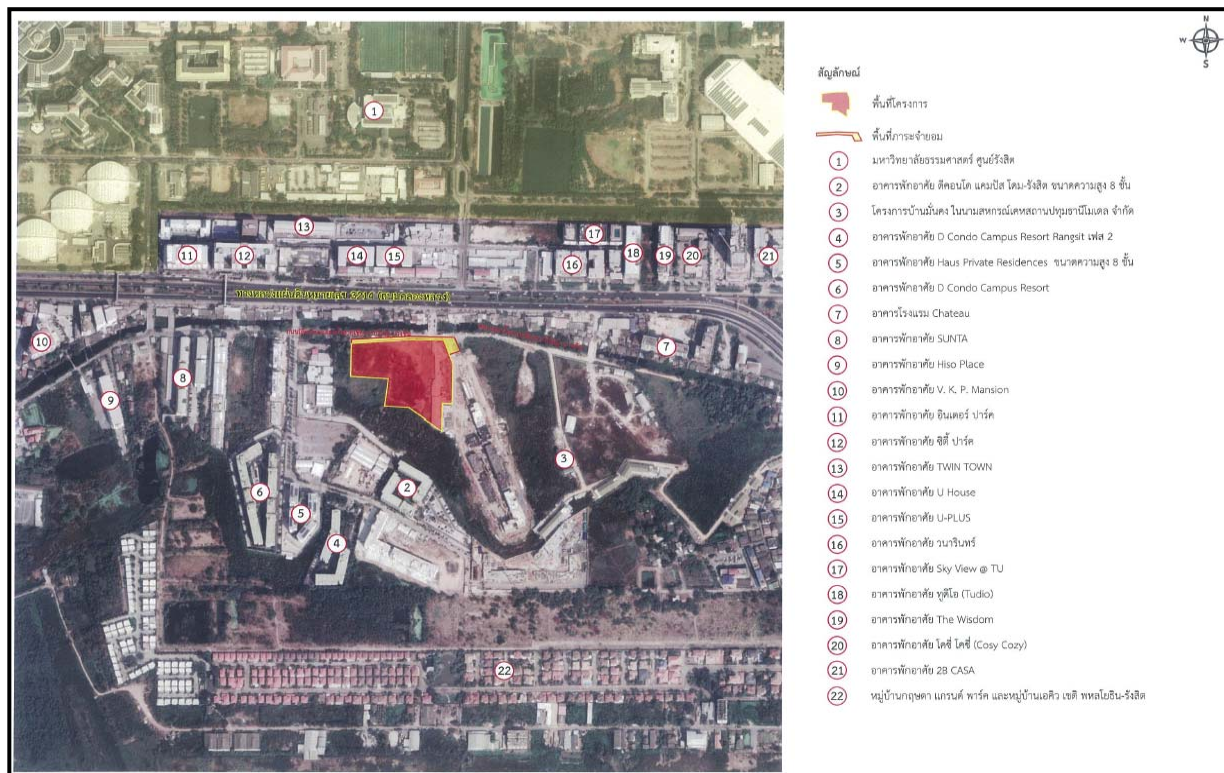 N
W
S
สัญลักษณ์
พื้นที่โครงการ
พื้นที่ภาระจำยอม
1 มหาวิทยาลัยธรรมศาสตร์ ศูนย์รังสิต
2 อาคารพักอาศัย ดีคอนโด แคมปัส โดม-รังสิต ขนาดความสูง 8 ชั้น
3 โครงการบ้านมั่นคง ในนามสหกรณ์เคหสถานปทุมธานีโมเดล จำกัด
4 อาคารพักอาศัย D Condo Campus Resort Rangsit เฟส 2
5 อาคารพักอาศัย Haus Private Residences ขนาดความสูง 8 ชั้น
6 อาคารพักอาศัย D Condo Campus Resort
7 อาคารโรงแรม Chateau
8 อาคารพักอาศัย SUNTA
9 อาคารพักอาศัย Hiso Place
10 อาคารพักอาศัย V. K. P. Mansion
11 อาคารพักอาศัย อินเตอร์ ปาร์ค
12 อาคารพักอาศัย ซิตี้ ปาร์ค
13 อาคารพักอาศัย TWIN TOWN
14 อาคารพักอาศัย U House
15 อาคารพักอาศัย U-PLUS
16 อาคารพักอาศัย วนารินทร์
17 อาคารพักอาศัย Sky View @ TU
18 อาคารพักอาศัย ทูดิโอ (Tudio)
19 อาคารพักอาศัย The Wisdom
20 อาคารพักอาศัย โคซี่ โคซี่ (Cosy Cozy)
21 อาคารพักอาศัย 28 CASA
22 หมู่บ้านกฤษดา แกรนด์ พาร์ค และหมู่บ้านเอคิว เซติ พหลโยธิน-รังสิต
1
13
17
11
12
14
15
16
18
19
20
21
10
7
8
9
3
2
6
5
4
22